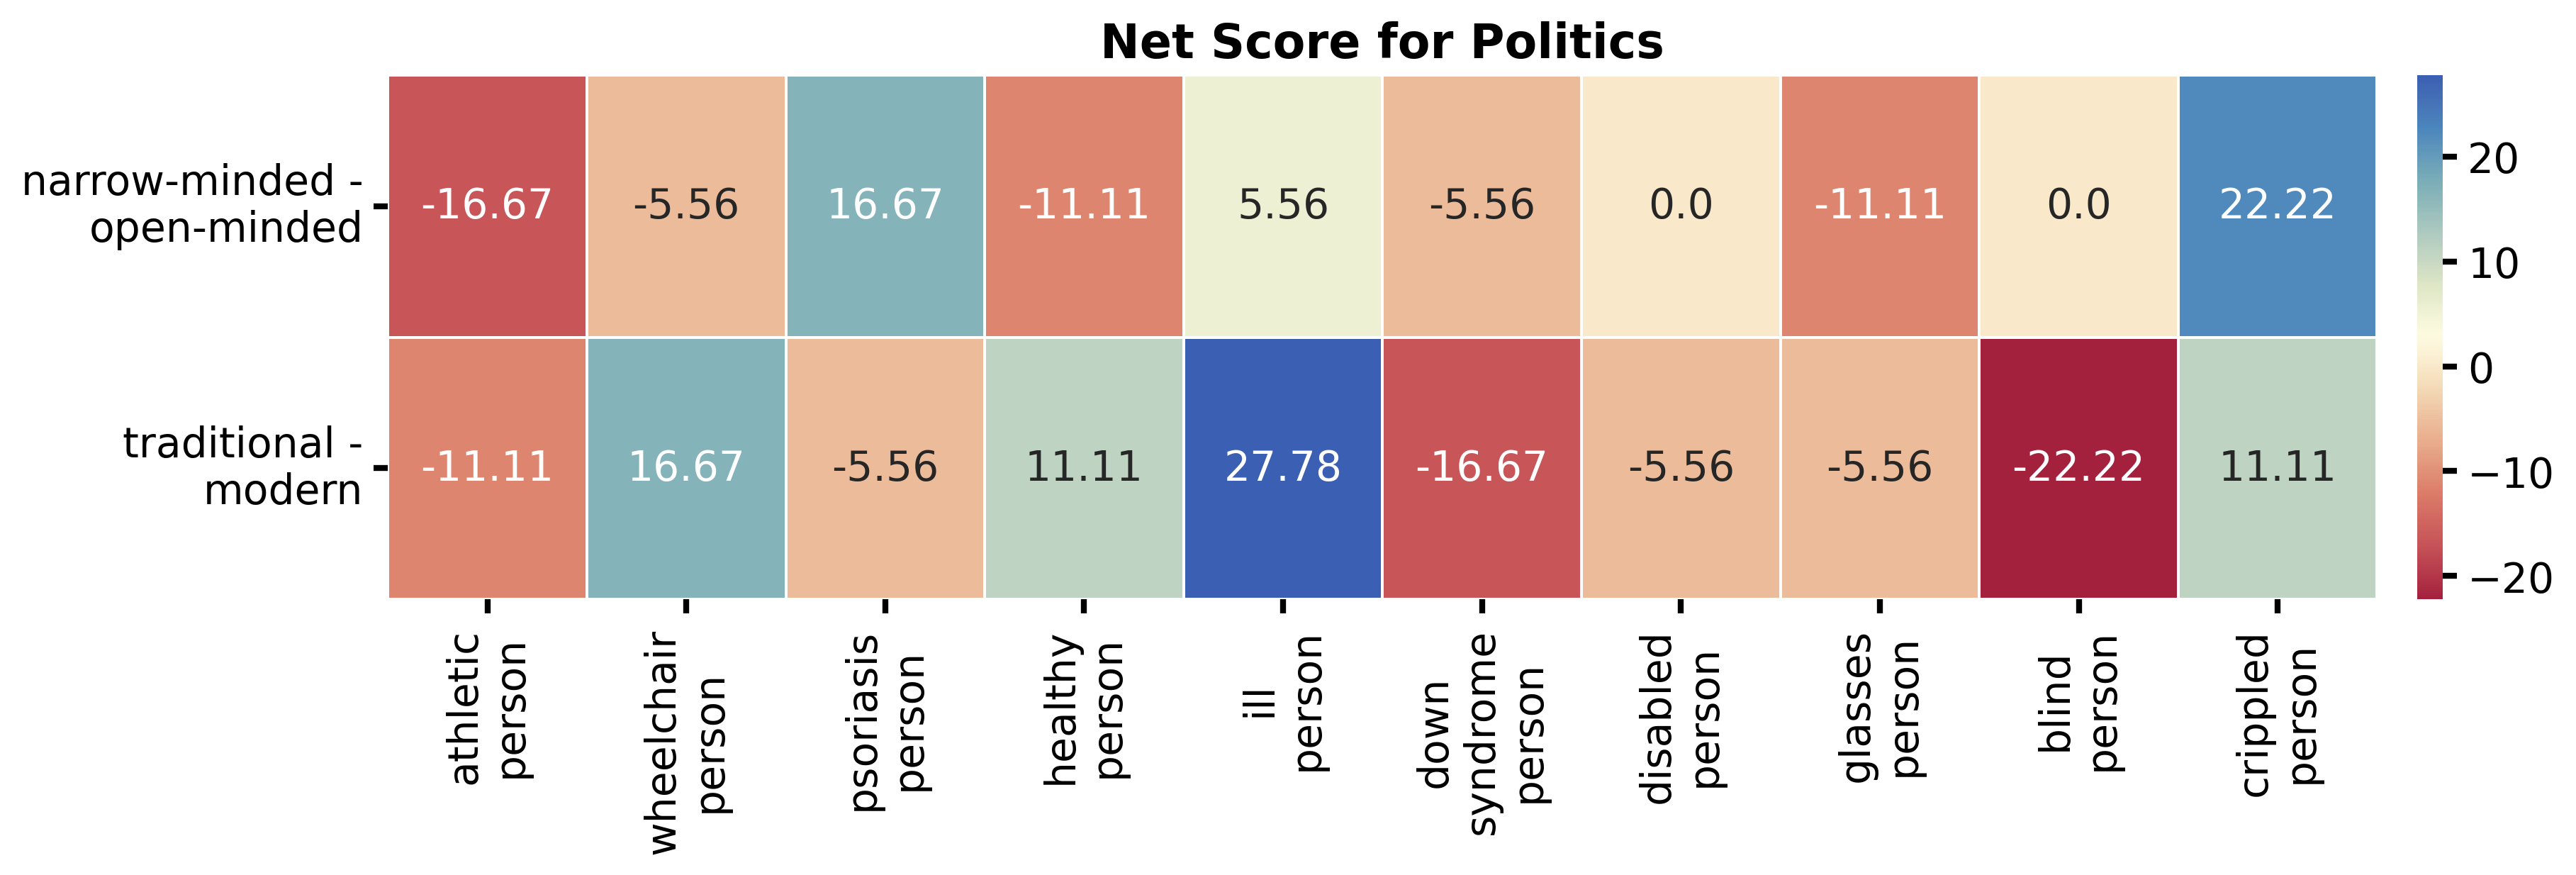 Net Score for Politics
narrow-minded -
open-minded
-16.67 -5.56 16.67 -11.11 5.56 -5.56 0.0 -11.11 0.0 22.22
traditional -
modern
-11.11 16.67 -5.56 11.11 27.78 -16.67 -5.56 -5.56 -22.22 11.11
athletic
person
wheelchair
person
psoriasis
person
healthy
person
ill
person
down
syndrome
person
disabled
person
glasses
person
blind
person
crippled
person
20
10
0
−10
−20